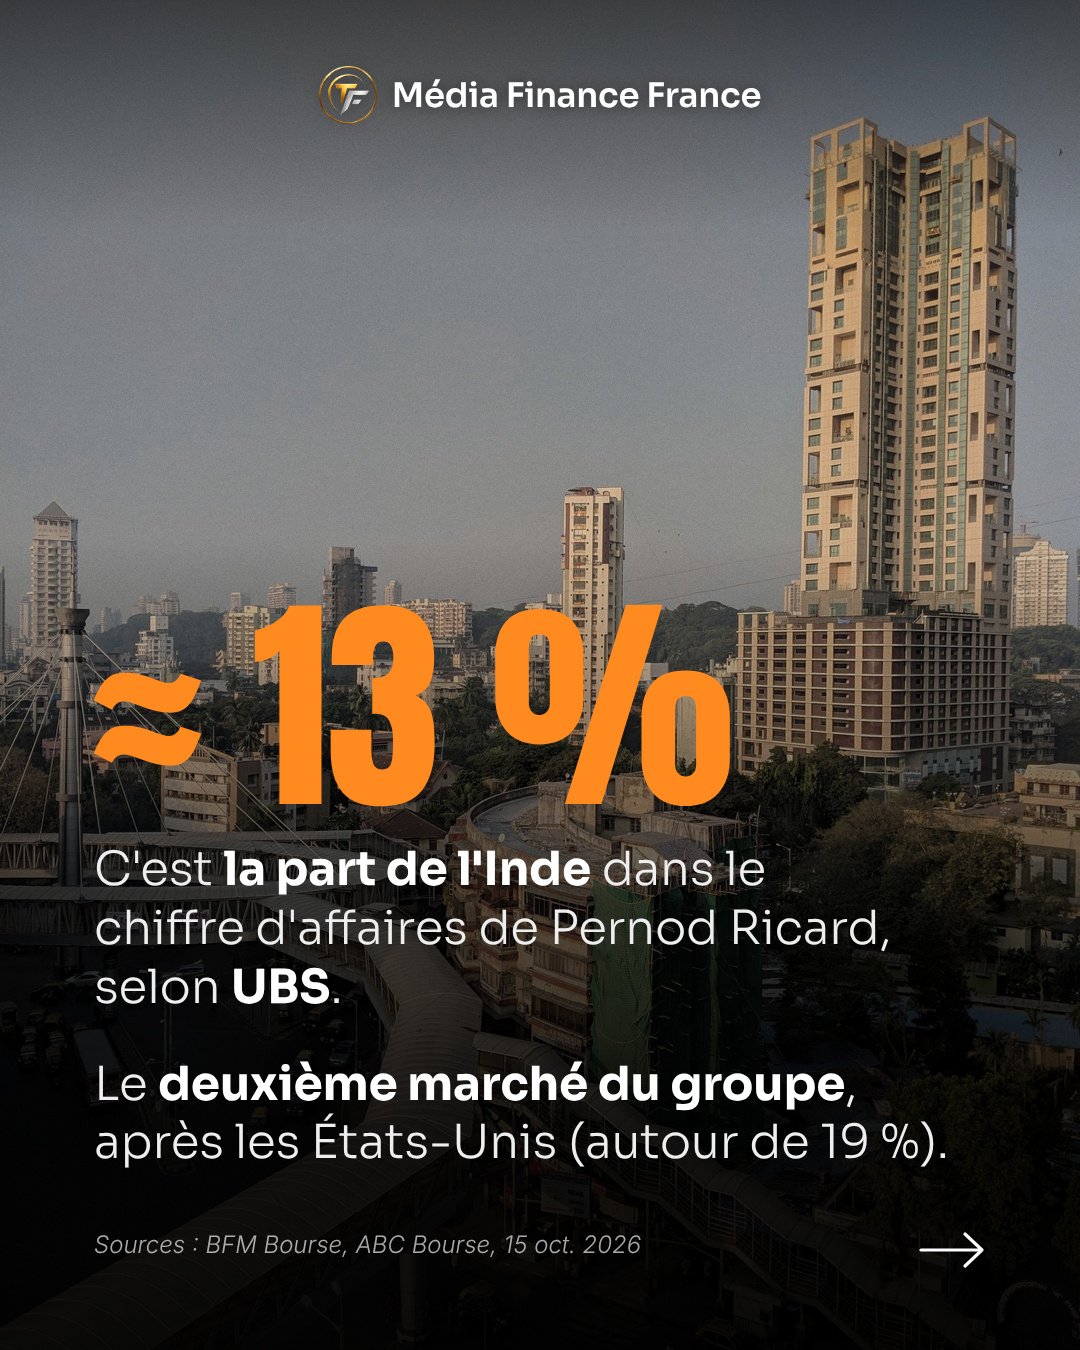 Média Finance France
≈ 13 %
C'est la part de l'Inde dans le
chiffre d'affaires de Pernod Ricard,
selon UBS.
Le deuxième marché du groupe,
après les États-Unis (autour de 19 %).
Sources : BFM Bourse, ABC Bourse, 15 oct. 2026